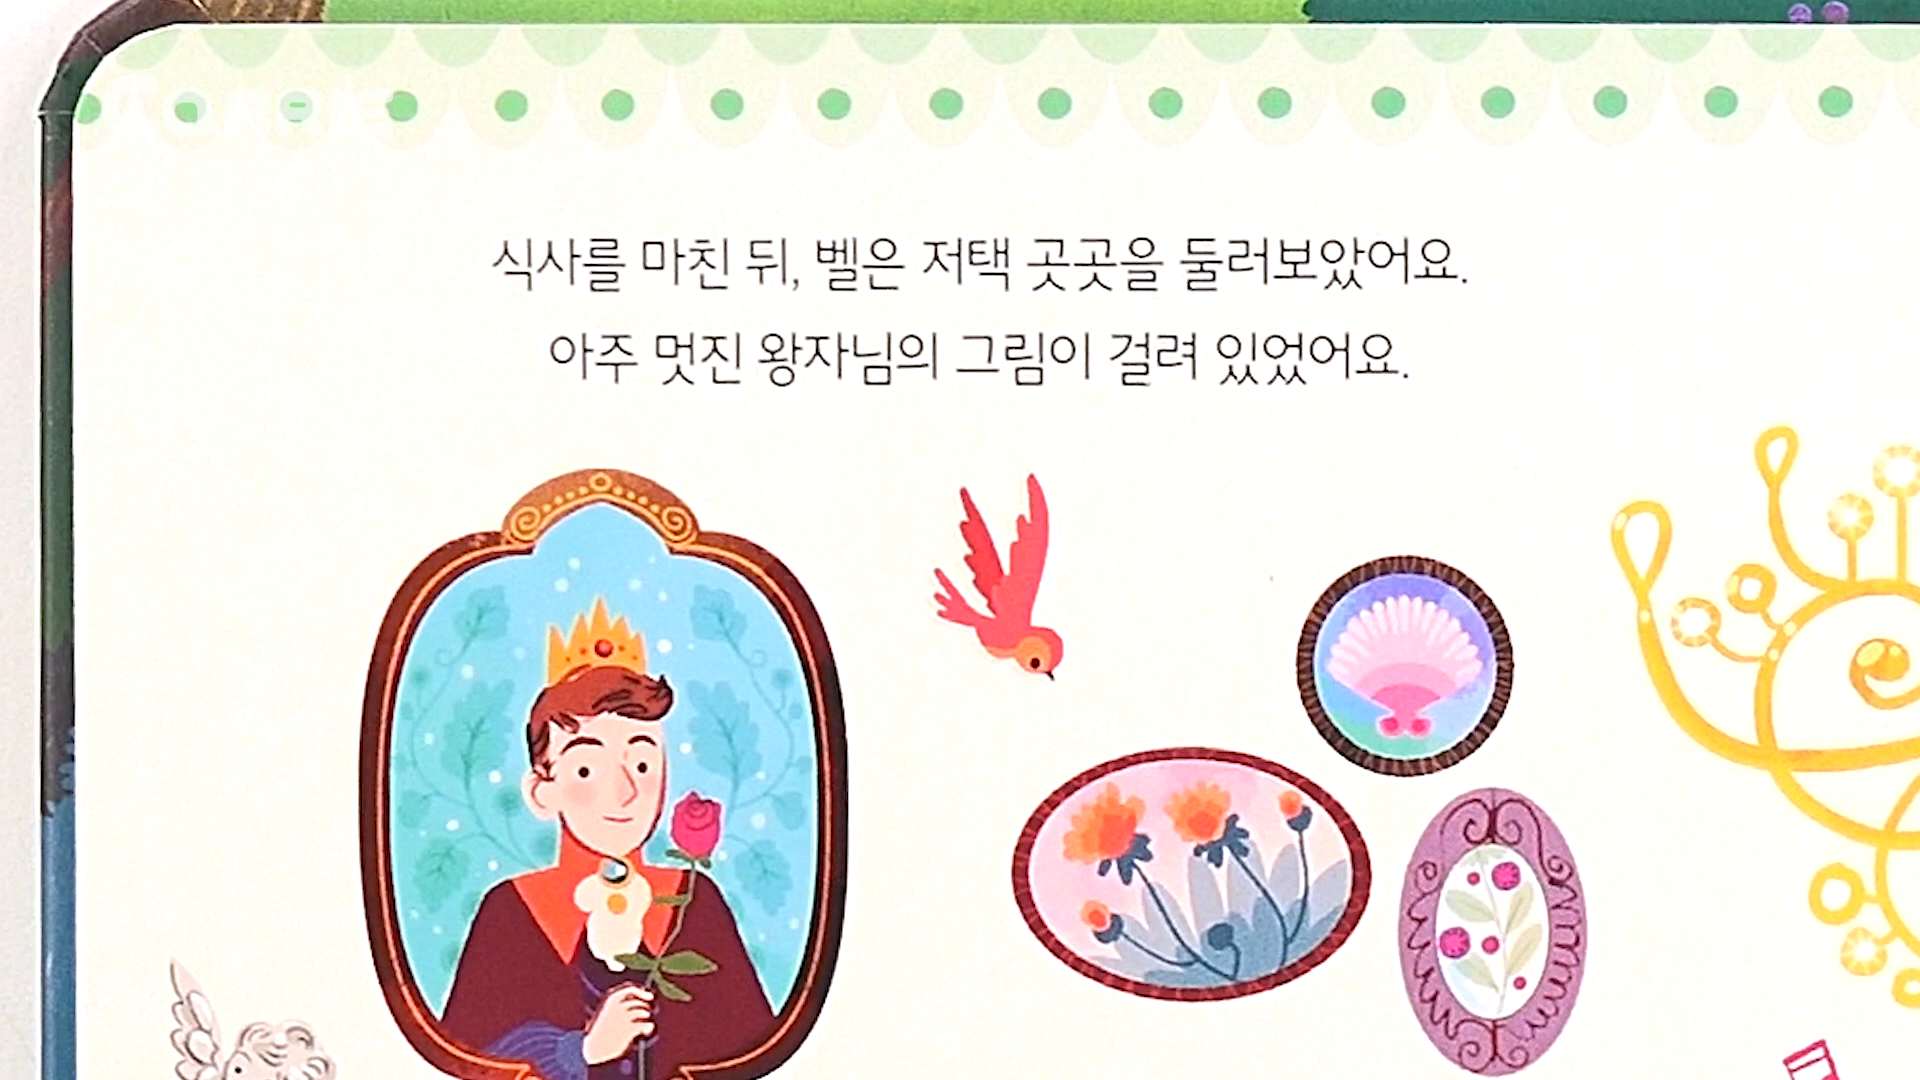 식사를 마친 뒤, 벨은 저택 곳곳을 둘러보았어요.
아주 멋진 왕자님의 그림이 걸려 있었어요.